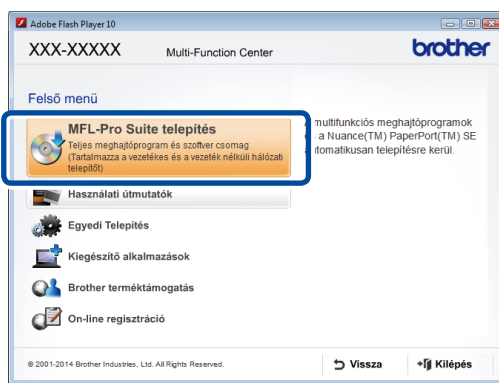 Adobe Flash Player 10
XXX-XXXXX
Multi-Function Center
brother
Felső menü
MFL-Pro Suite telepítés
Teljes meghajtóprogram és szoftver csomag
(Tartalmazza a vezetékes és a vezeték nélküli hálózati
telepítőt)
multifunkciós meghajtóprogramok
a Nuance(TM) PaperPort(TM) SE
automatikusan telepítésre kerül.
Használati útmutatók
Egyedi Telepítés
Kiegészítő alkalmazások
Brother terméktámogatás
On-line regisztráció
© 2001-2014 Brother Industries, Ltd. All Rights Reserved.
Vissza
Kilépés